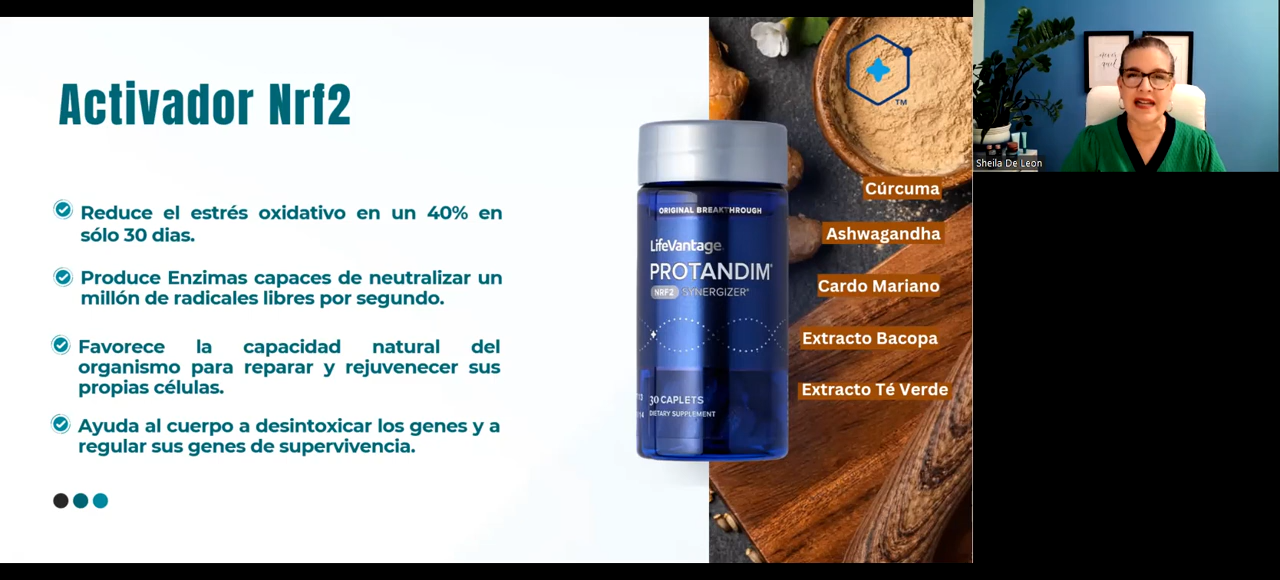 Activador Nrf2
Reduce el estrés oxidativo en un 40% en
sólo 30 dias.
Produce Enzimas capaces de neutralizar un
millón de radicales libres por segundo.
Favorece la capacidad natural del
organismo para reparar y rejuvenecer sus
propias células.
Ayuda al cuerpo a desintoxicar los genes y a
regular sus genes de supervivencia.
ORIGINAL BREAKTHROUGH
LifeVantage
PROTANDIM®
NRF2 SYNERGIZER®
30 CAPLETS
DIETARY SUPPLEMENT
TM
Cúrcuma
Ashwagandha
Cardo Mariano
Extracto Bacopa
Extracto Té Verde
Sheila De Leon